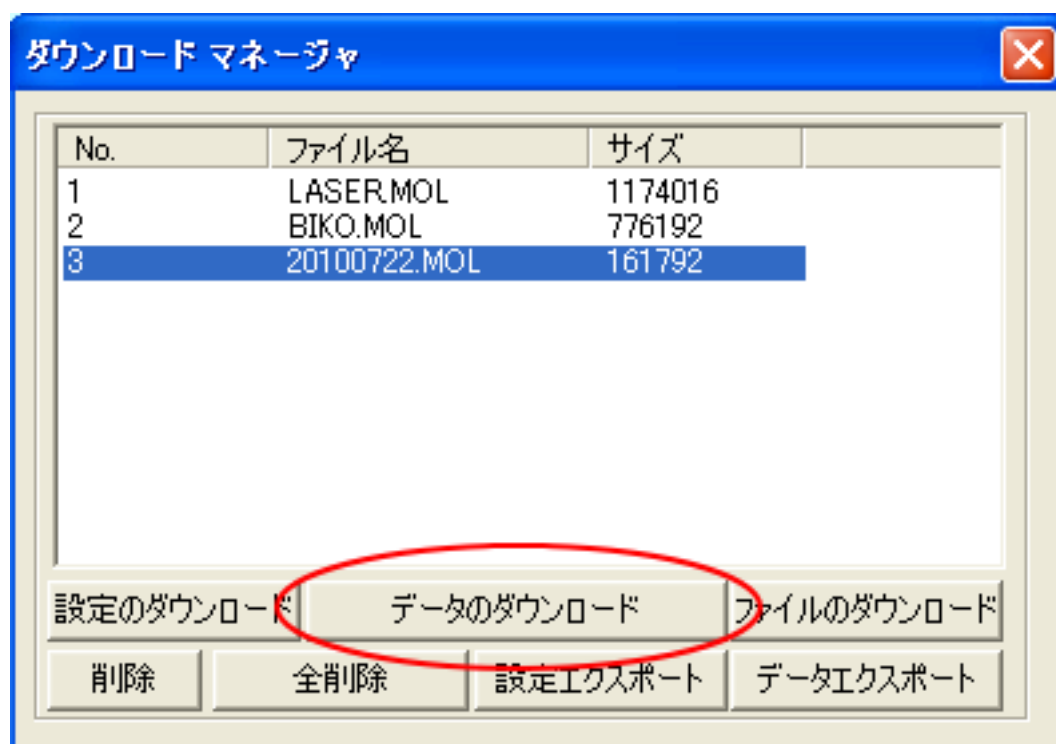 ダウンロード マネージャ
No. ファイル名 サイズ
1 LASER.MOL 1174016
2 BIKO.MOL 776192
3 20100722.MOL 161792
設定のダウンロード データのダウンロード ファイルのダウンロード
削除 全削除 設定エクスポート データエクスポート